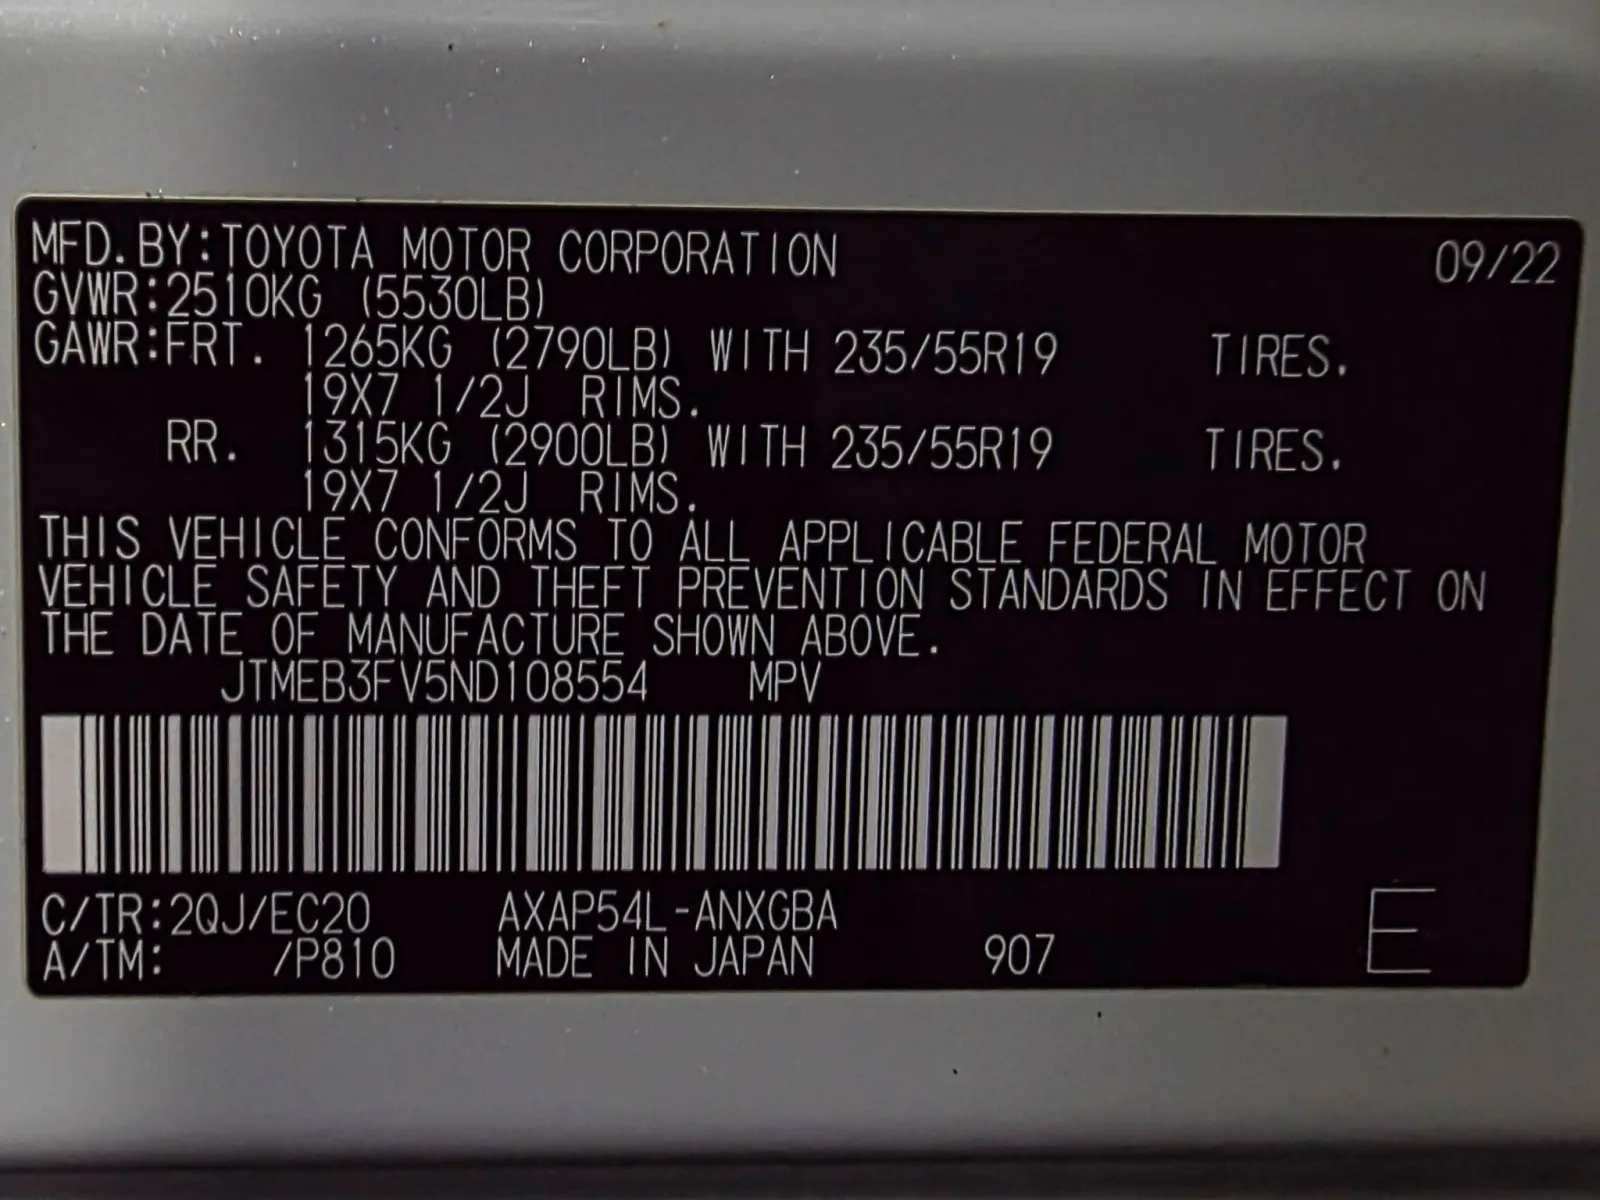 MFD.BY:TOYOTA MOTOR CORPORATION 09/22
GVWR:2510KG (5530LB)
GAWR:FRT. 1265KG (2790LB) WITH 235/55R19 TIRES.
19X7 1/2J RIMS.
RR. 1315KG (2900LB) WITH 235/55R19 TIRES.
19X7 1/2J RIMS.
THIS VEHICLE CONFORMS TO ALL APPLICABLE FEDERAL MOTOR
VEHICLE SAFETY AND THEFT PREVENTION STANDARDS IN EFFECT ON
THE DATE OF MANUFACTURE SHOWN ABOVE.
JTMEB3FV5ND108554 MPV
C/TR:2QJ/EC20 AXAP54L-ANXGBA
A/TM: /P810 MADE IN JAPAN 907 E